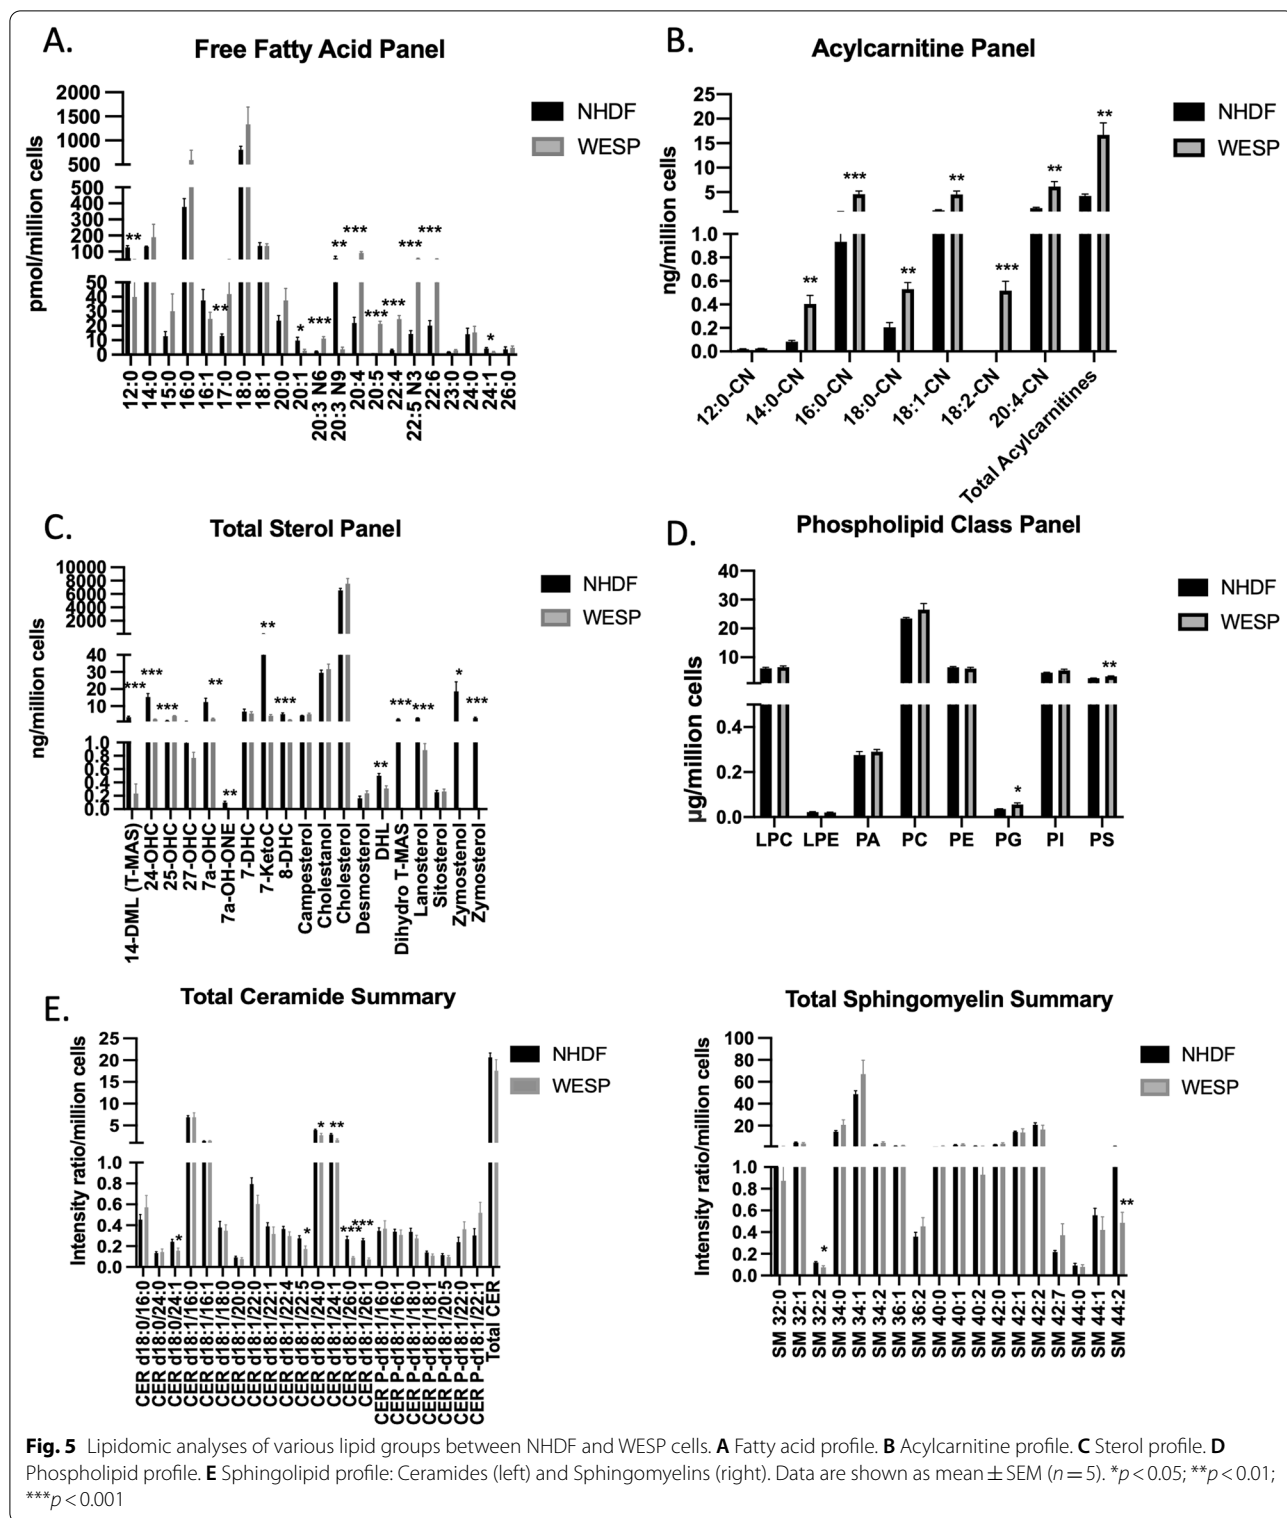 A.
Free Fatty Acid Panel
pmol/million cells
2000
1500
1000
500
500
400
300
200
100
50
40
30
20
10
0
NHDF
WESP
** ** *** *** *** ** * *** *** *** *
12:0 14:0 15:0 16:0 16:1 17:0 18:0 18:1 20:0 20:1 20:3 N6 20:3 N9 20:4 20:5 22:4 22:5 N3 22:6 23:0 24:0 24:1 26:0
B.
Acylcarnitine Panel
ng/million cells
25
20
15
10
5
1.0
0.8
0.6
0.4
0.2
0.0
NHDF
WESP
** *** ** ** *** ** **
12:0-CN 14:0-CN 16:0-CN 18:0-CN 18:1-CN 18:2-CN 20:4-CN Total Acylcarnitines
C.
Total Sterol Panel
ng/million cells
10000
8000
6000
4000
2000
40
30
20
10
1.0
0.8
0.6
0.4
0.2
0.0
NHDF
WESP
*** *** *** ** ** ** *** ** *** *** * ***
14-DML (T-MAS) 24-OHC 25-OHC 27-OHC 7a-OHC 7a-OH-ONE 7-DHC 7-KetoC 8-DHC Campesterol Cholestanol Cholesterol Desmosterol DHL Dihydro T-MAS Lanosterol Sitosterol Zymostenol Zymosterol
D.
Phospholipid Class Panel
µg/million cells
40
30
20
10
0.4
0.2
0.0
NHDF
WESP
* **
LPC LPE PA PC PE PG PI PS
E.
Total Ceramide Summary
Intensity ratio/million cells
25
20
15
10
5
1.0
0.8
0.6
0.4
0.2
0.0
NHDF
WESP
* * * ** *** ***
CER d18:0/16:0 CER d18:0/24:0 CER d18:0/24:1 CER d18:1/16:0 CER d18:1/16:1 CER d18:1/18:0 CER d18:1/20:0 CER d18:1/22:0 CER d18:1/22:1 CER d18:1/22:4 CER d18:1/22:5 CER d18:1/24:0 CER d18:1/24:1 CER d18:1/26:0 CER d18:1/26:1 CER P-d18:1/16:0 CER P-d18:1/16:1 CER P-d18:1/18:0 CER P-d18:1/18:1 CER P-d18:1/20:5 CER P-d18:1/22:0 CER P-d18:1/22:1 Total CER
Total Sphingomyelin Summary
Intensity ratio/million cells
100
80
60
40
20
1.0
0.8
0.6
0.4
0.2
0.0
NHDF
WESP
* **
SM 32:0 SM 32:1 SM 32:2 SM 34:0 SM 34:1 SM 34:2 SM 36:1 SM 36:2 SM 40:0 SM 40:1 SM 40:2 SM 42:0 SM 42:1 SM 42:2 SM 42:7 SM 44:0 SM 44:1 SM 44:2
Fig. 5 Lipidomic analyses of various lipid groups between NHDF and WESP cells. A Fatty acid profile. B Acylcarnitine profile. C Sterol profile. D
Phospholipid profile. E Sphingolipid profile: Ceramides (left) and Sphingomyelins (right). Data are shown as mean ± SEM (n = 5). *p < 0.05; **p < 0.01;
***p < 0.001